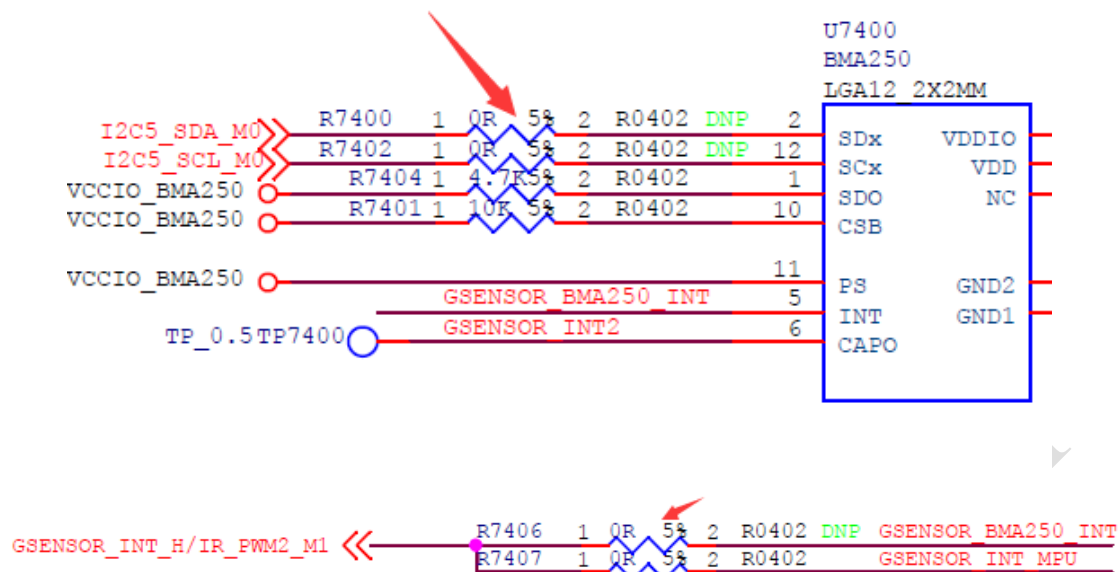 U7400
BMA250
LGA12_2X2MM
I2C5_SDA_M0 R7400 1 0R 5% 2 R0402 DNP 2 SDx VDDIO
I2C5_SCL_M0 R7402 1 0R 5% 2 R0402 DNP 12 SCx VDD
VCCIO_BMA250 R7404 1 4.7K5% 2 R0402 1 SDO NC
VCCIO_BMA250 R7401 1 10K 5% 2 R0402 10 CSB
VCCIO_BMA250 11 PS GND2
GSENSOR_BMA250_INT 5 INT GND1
TP_0.5TP7400 GSENSOR_INT2 6 CAPO
GSENSOR_INT_H/IR_PWM2_M1 R7406 1 0R 5% 2 R0402 DNP GSENSOR_BMA250_INT
R7407 1 0R 5% 2 R0402 GSENSOR_INT_MPU